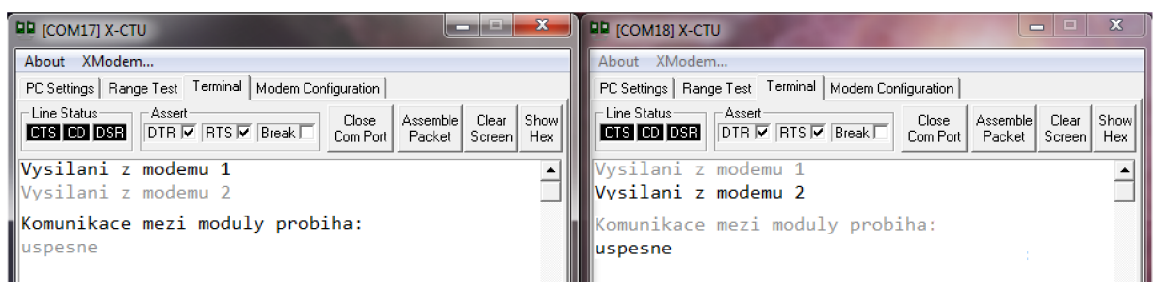 [COM17] X-CTU
About XModem...
PC Settings Range Test Terminal Modem Configuration
Line Status Assert
CTS CD DSR DTR RTS Break Close Com Port Assemble Packet Clear Screen Show Hex
Vysilani z modemu 1
Vysilani z modemu 2
Komunikace mezi moduly probiha:
uspesne
[COM18] X-CTU
About XModem...
PC Settings Range Test Terminal Modem Configuration
Line Status Assert
CTS CD DSR DTR RTS Break Close Com Port Assemble Packet Clear Screen Show Hex
Vysilani z modemu 1
Vysilani z modemu 2
Komunikace mezi moduly probiha:
uspesne